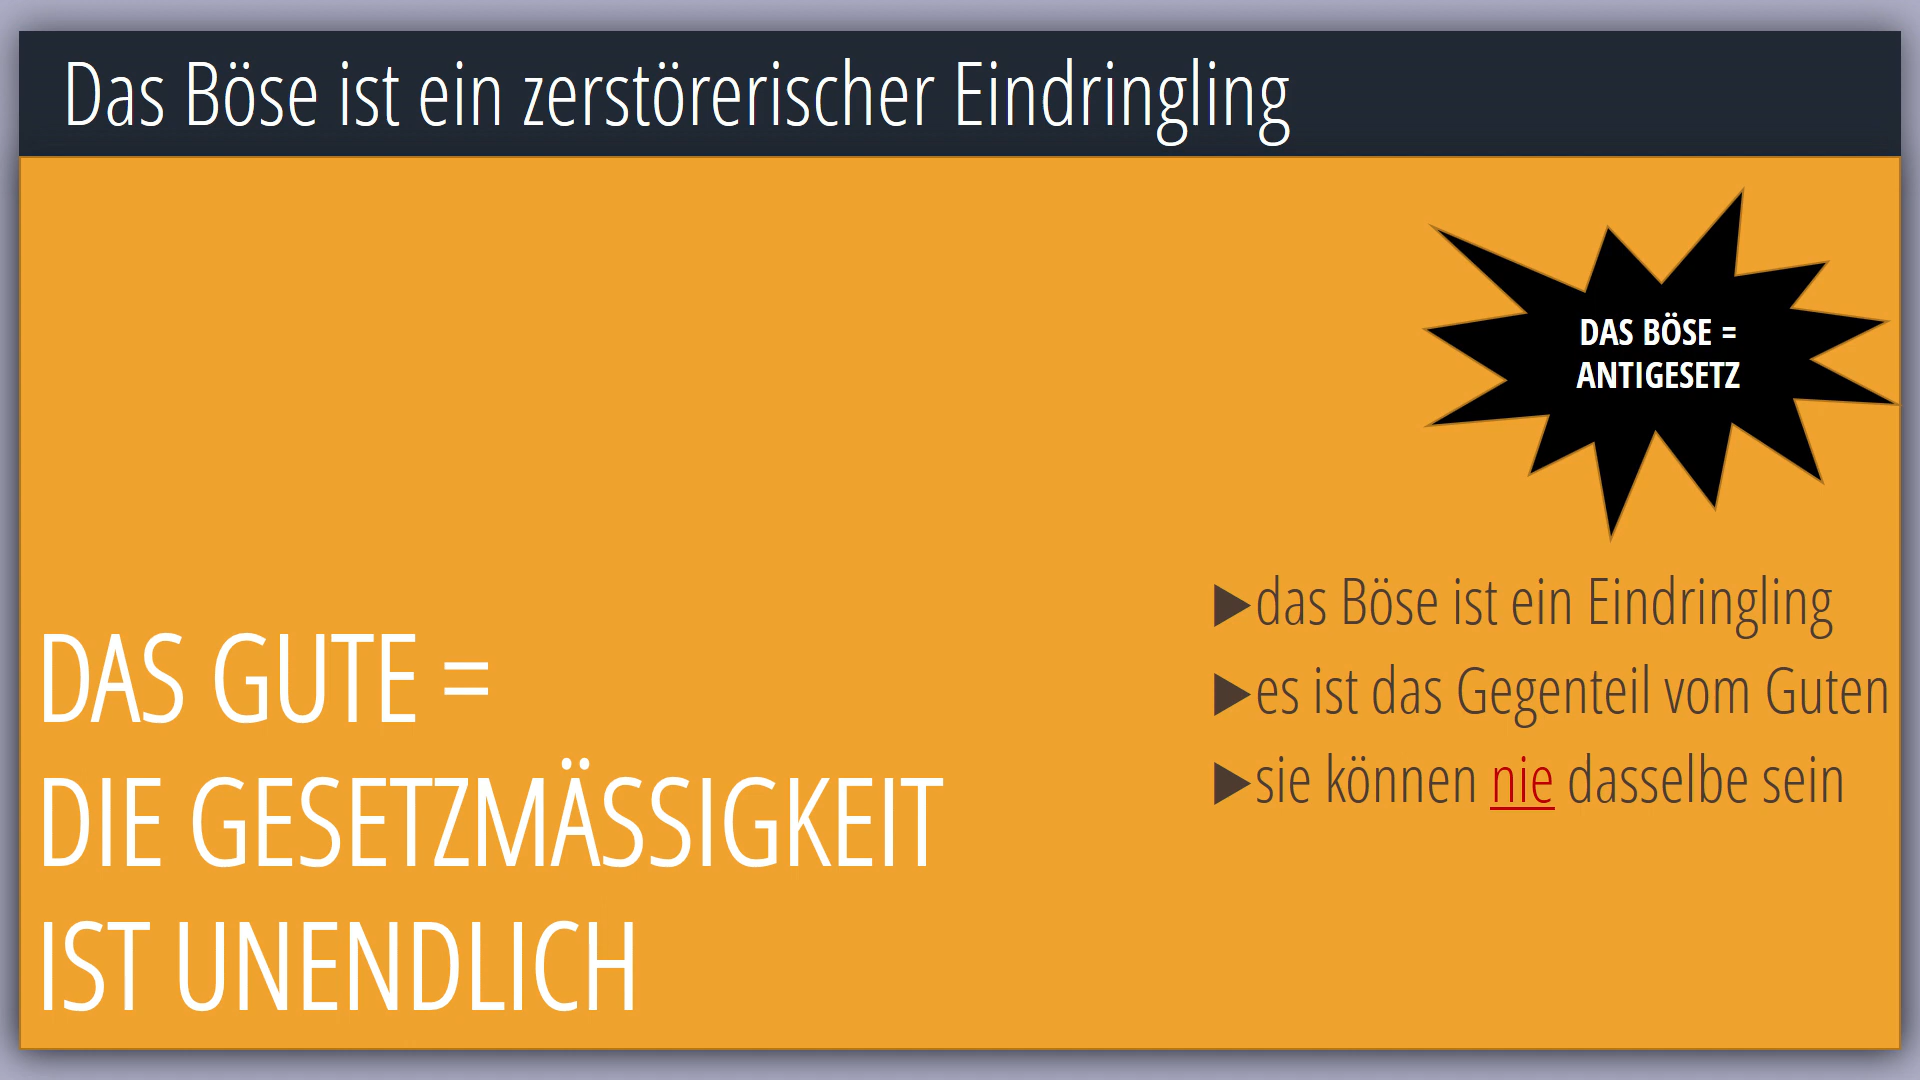 Das Böse ist ein zerstörerischer Eindringling
DAS BÖSE =
ANTIGESETZ
▶das Böse ist ein Eindringling
▶es ist das Gegenteil vom Guten
▶sie können nie dasselbe sein
DAS GUTE =
DIE GESETZMÄSSIGKEIT
IST UNENDLICH